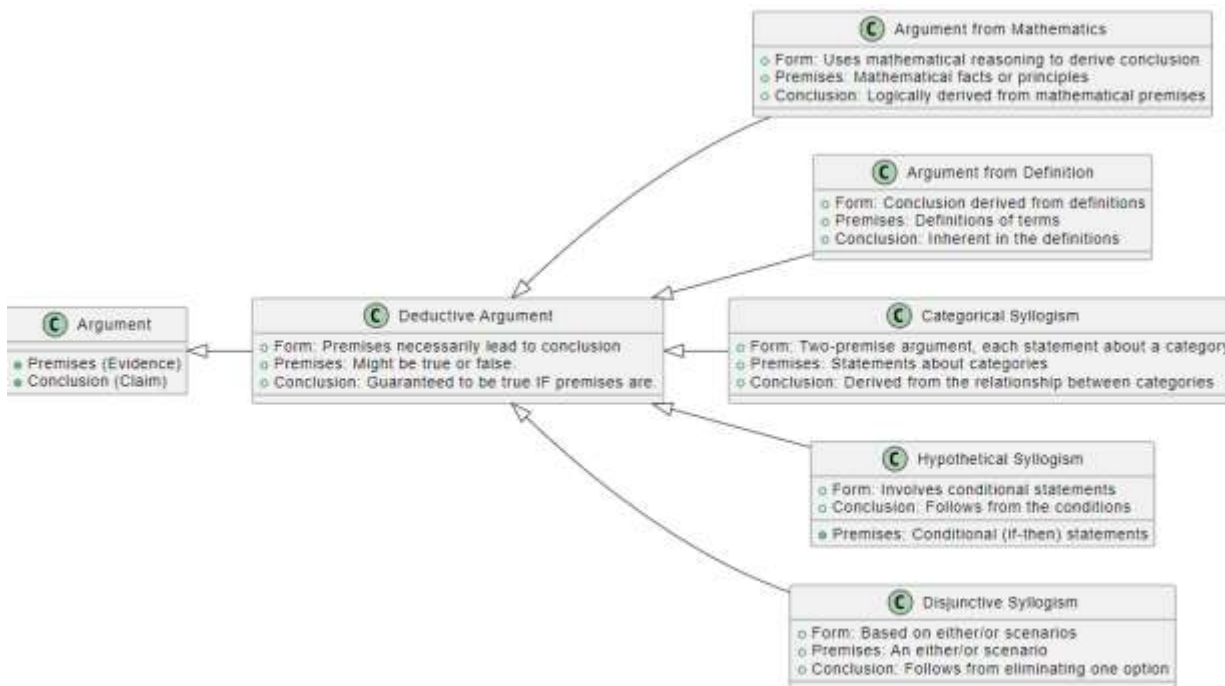 C Argument from Mathematics
Form: Uses mathematical reasoning to derive conclusion
Premises: Mathematical facts or principles
Conclusion: Logically derived from mathematical premises
C Argument from Definition
Form: Conclusion derived from definitions
Premises: Definitions of terms
Conclusion: Inherent in the definitions
C Argument
Premises (Evidence)
Conclusion (Claim)
C Deductive Argument
Form: Premises necessarily lead to conclusion
Premises: Might be true or false.
Conclusion: Guaranteed to be true IF premises are.
C Categorical Syllogism
Form: Two-premise argument, each statement about a category
Premises: Statements about categories
Conclusion: Derived from the relationship between categories
C Hypothetical Syllogism
Form: Involves conditional statements
Conclusion: Follows from the conditions
Premises: Conditional (if-then) statements
C Disjunctive Syllogism
Form: Based on either/or scenarios
Premises: An either/or scenario
Conclusion: Follows from eliminating one option